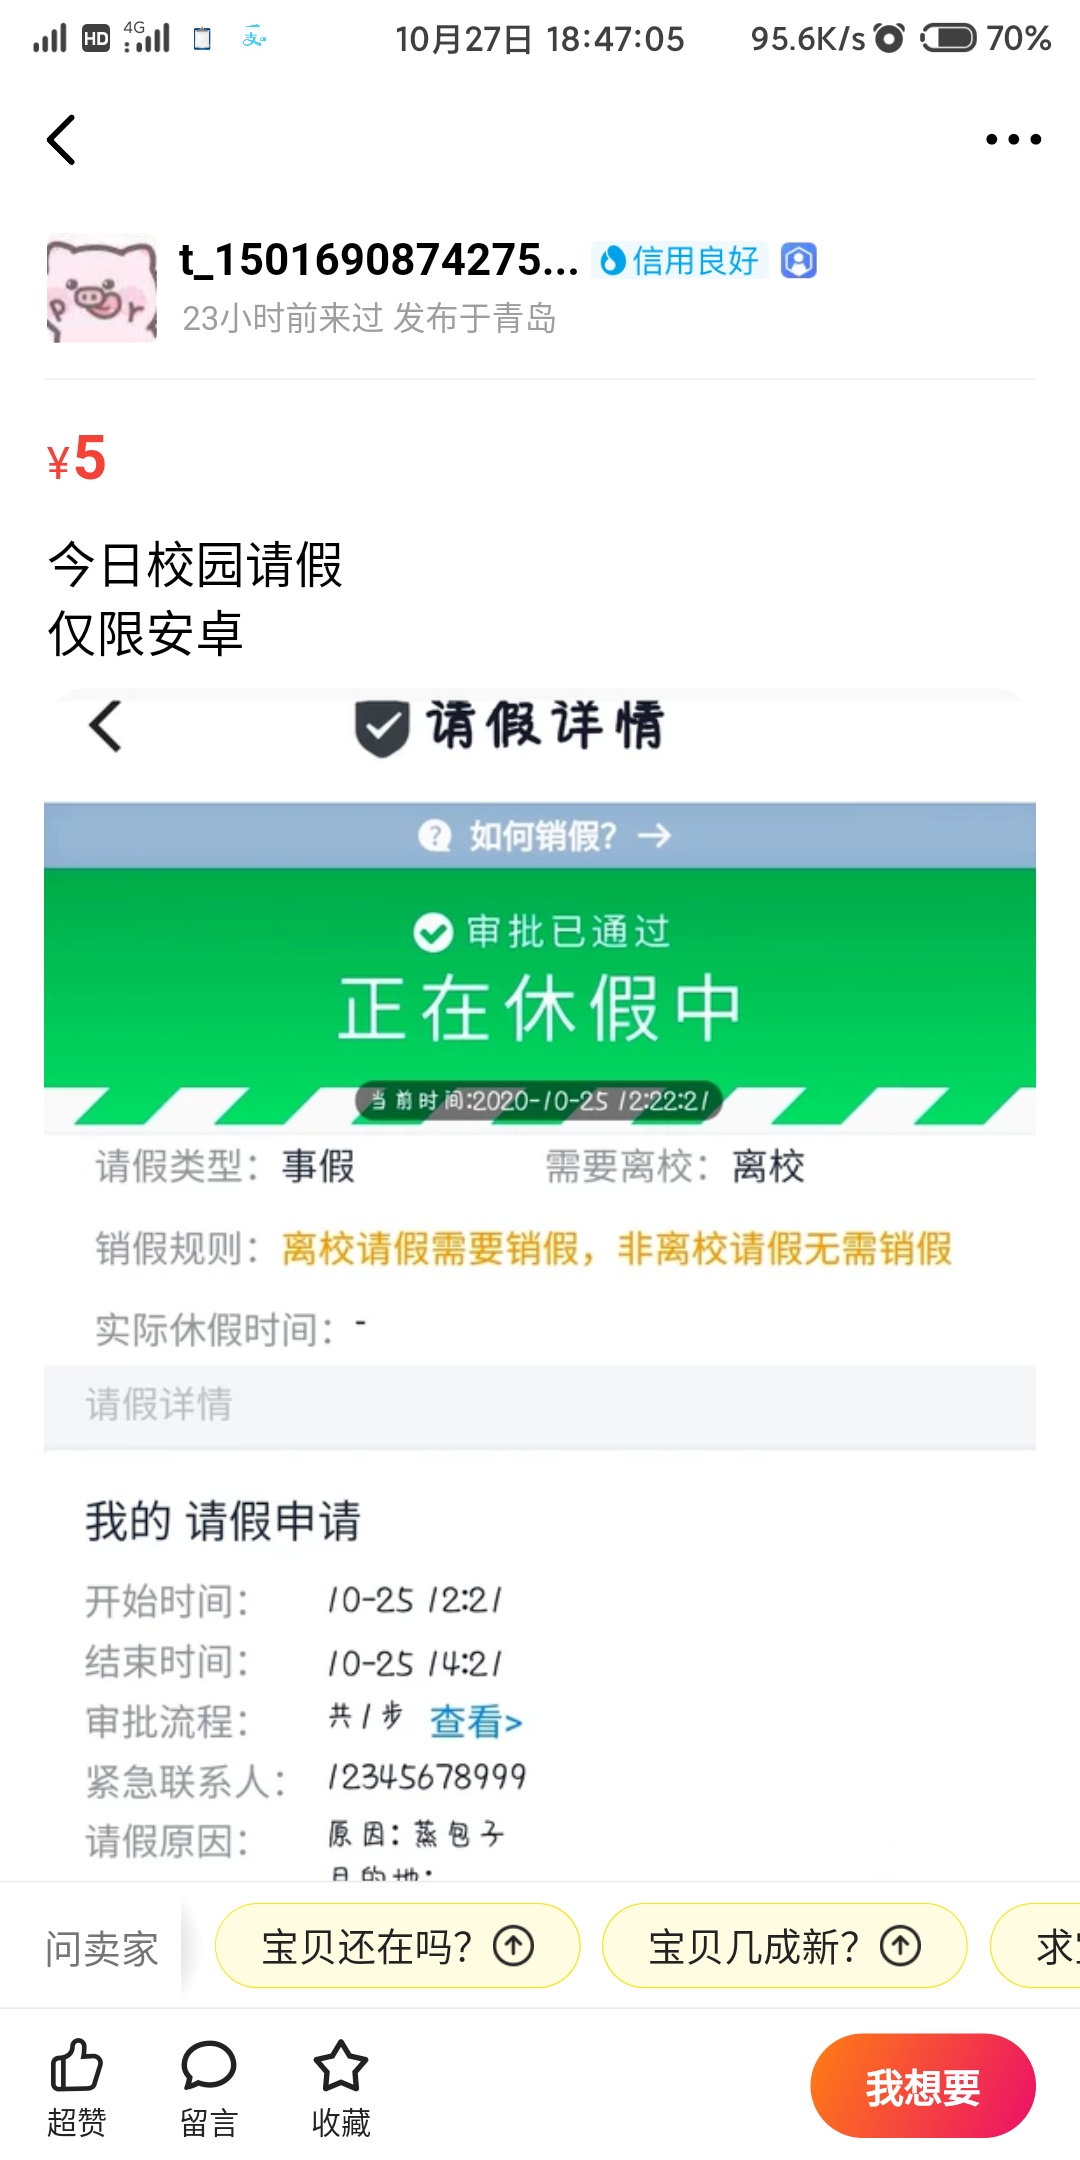 HD 4G 支 10月27日 18:47:05 95.6K/s 70%
t_1501690874275... 信用良好
23小时前来过 发布于青岛
¥5
今日校园请假
仅限安卓
请假详情
如何销假? →
审批已通过
正在休假中
当前时间:2020-10-25 12:22:21
请假类型: 事假 需要离校: 离校
销假规则: 离校请假需要销假,非离校请假无需销假
实际休假时间: -
请假详情
我的 请假申请
开始时间: 10-25 12:21
结束时间: 10-25 14:21
审批流程: 共1步 查看>
紧急联系人: 12345678999
请假原因: 原因:蒸包子
目的地:
问卖家 宝贝还在吗? 宝贝几成新? 求
超赞 留言 收藏 我想要